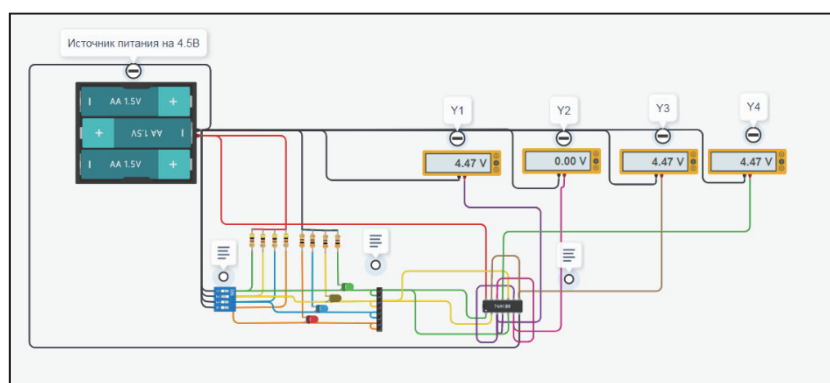 Источник питания на 4.5В
AA 1.5V
+
+
AA 1.5V
AA 1.5V
+
Y1
Y2
Y3
Y4
4.47 V
0.00 V
4.47 V
4.47 V